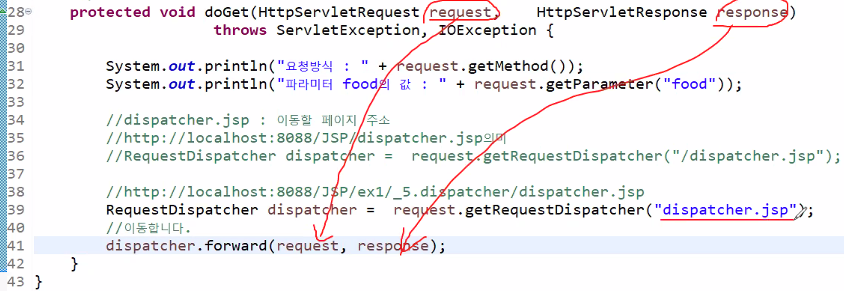 28 protected void doGet(HttpServletRequest request, HttpServletResponse response)
29 throws ServletException, IOException {
30
31 System.out.println("요청방식 : " + request.getMethod());
32 System.out.println("파라미터 food의 값 : " + request.getParameter("food"));
33
34 //dispatcher.jsp : 이동할 페이지 주소
35 //http://localhost:8088/JSP/dispatcher.jsp의미
36 //RequestDispatcher dispatcher = request.getRequestDispatcher("/dispatcher.jsp");
37
38 //http://localhost:8088/JSP/ex1/_5.dispatcher/dispatcher.jsp
39 RequestDispatcher dispatcher = request.getRequestDispatcher("dispatcher.jsp");
40 //이동합니다.
41 dispatcher.forward(request, response);
42 }
43 }